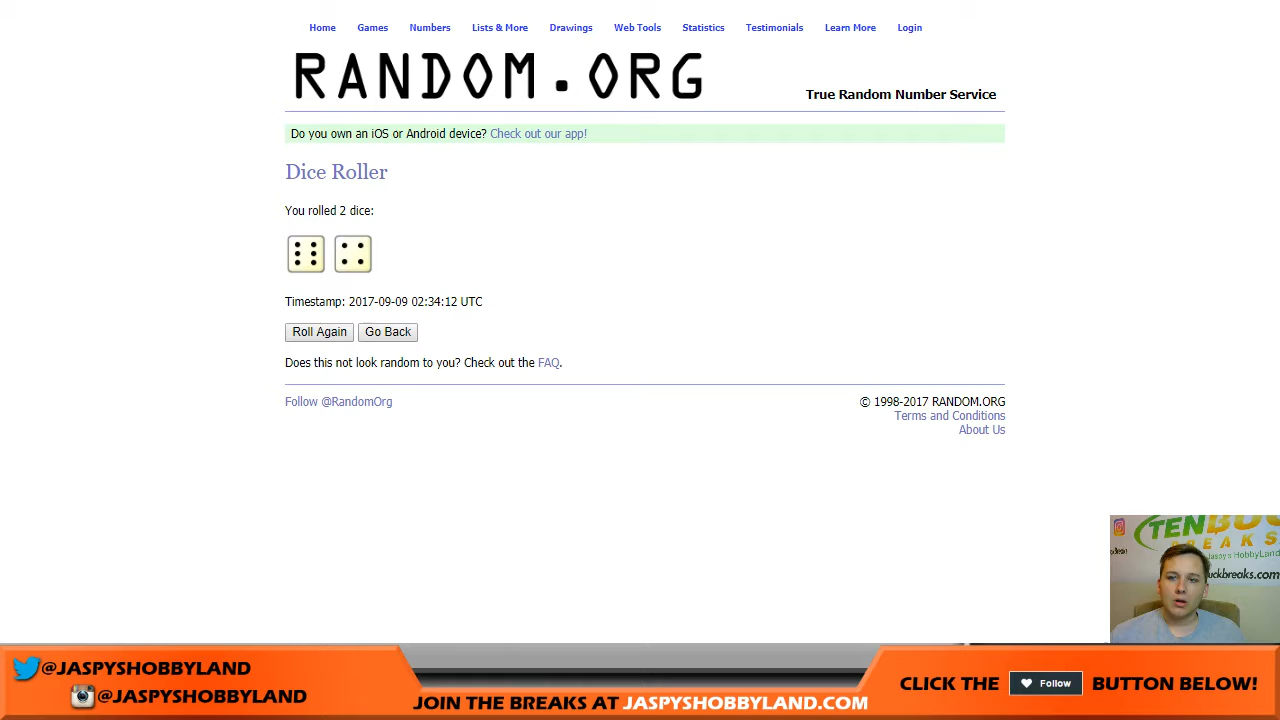 Home Games Numbers Lists & More Drawings Web Tools Statistics Testimonials Learn More Login
RANDOM.ORG
True Random Number Service
Do you own an iOS or Android device? Check out our app!
Dice Roller
You rolled 2 dice:
Timestamp: 2017-09-09 02:34:12 UTC
Roll Again Go Back
Does this not look random to you? Check out the FAQ.
Follow @RandomOrg
© 1998-2017 RANDOM.ORG
Terms and Conditions
About Us
@JASPYSHOBBYLAND
@JASPYSHOBBYLAND
JOIN THE BREAKS AT JASPYSHOBBYLAND.COM
CLICK THE Follow BUTTON BELOW!